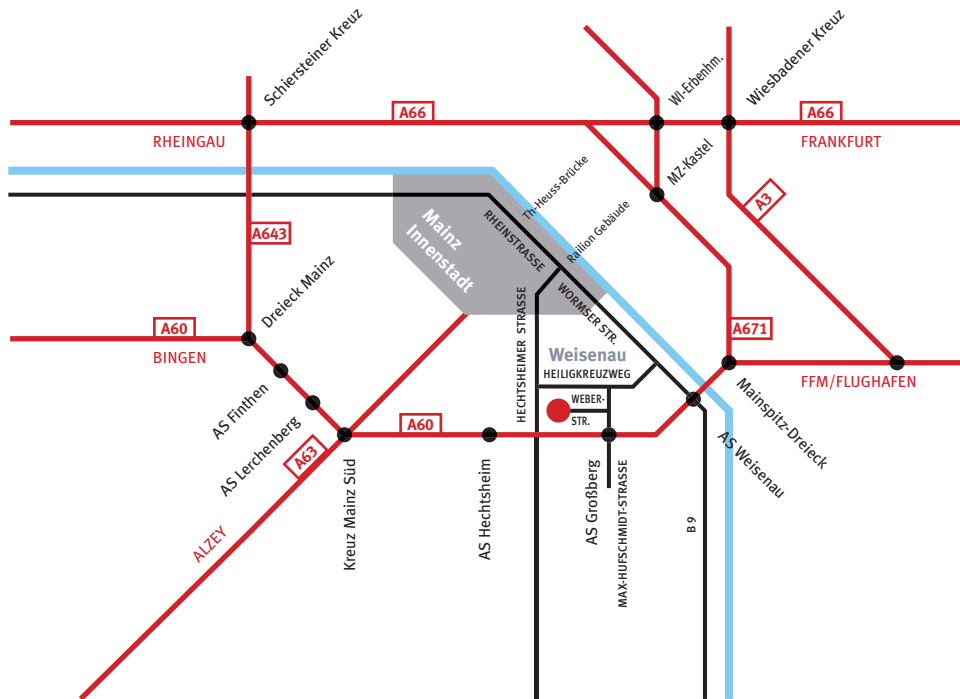 Schiersteiner Kreuz
WI-Erbenhm.
Wiesbadener Kreuz
A66
A66
RHEINGAU
FRANKFURT
MZ-Kastel
Th-Heuss-Brücke
A3
A643
Mainz
Innenstadt
RHEINSTRASSE
Railion Gebäude
Dreieck Mainz
A60
BINGEN
HECHTSHEIMER STRASSE
WORMSER STR.
A671
Weisenau
HEILIGKREUZWEG
FFM/FLUGHAFEN
AS Finthen
WEBER-
STR.
Mainspitz-Dreieck
AS Lerchenberg
A60
AS Weisenau
A63
Kreuz Mainz Süd
AS Hechtsheim
AS Großberg
MAX-HUFSCHMIDT-STRASSE
B 9
ALZEY